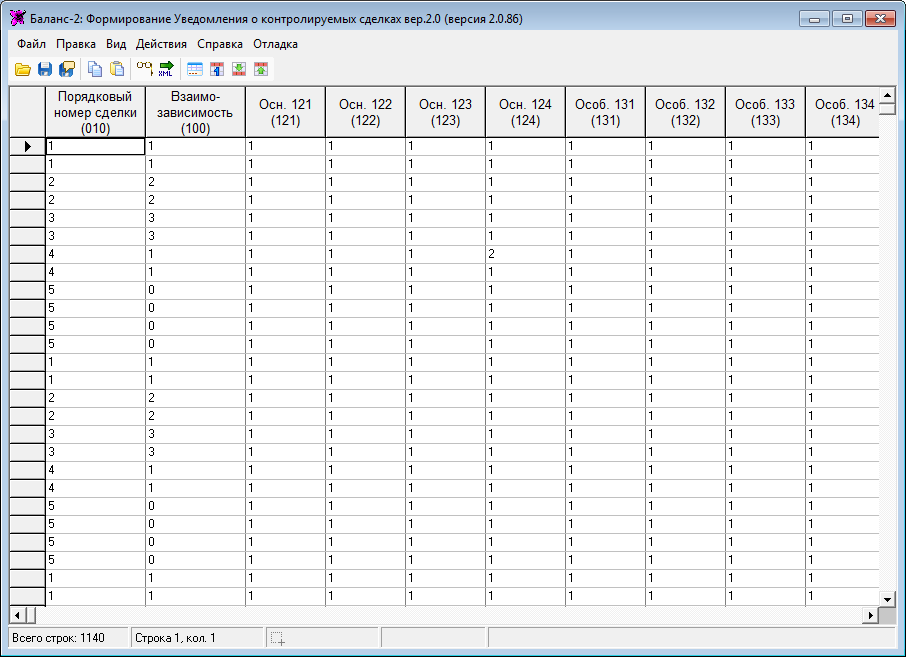 Баланс-2: Формирование Уведомления о контролируемых сделках вер.2.0 (версия 2.0.86)
Файл Правка Вид Действия Справка Отладка
XML
Порядковый номер сделки (010) Взаимо-зависимость (100) Осн. 121 (121) Осн. 122 (122) Осн. 123 (123) Осн. 124 (124) Особ. 131 (131) Особ. 132 (132) Особ. 133 (133) Особ. 134 (134)
1 1 1 1 1 1 1 1 1 1
1 1 1 1 1 1 1 1 1 1
2 2 1 1 1 1 1 1 1 1
2 2 1 1 1 1 1 1 1 1
3 3 1 1 1 1 1 1 1 1
3 3 1 1 1 1 1 1 1 1
4 1 1 1 1 2 1 1 1 1
4 1 1 1 1 1 1 1 1 1
5 0 1 1 1 1 1 1 1 1
5 0 1 1 1 1 1 1 1 1
5 0 1 1 1 1 1 1 1 1
5 0 1 1 1 1 1 1 1 1
1 1 1 1 1 1 1 1 1 1
1 1 1 1 1 1 1 1 1 1
2 2 1 1 1 1 1 1 1 1
2 2 1 1 1 1 1 1 1 1
3 3 1 1 1 1 1 1 1 1
3 3 1 1 1 1 1 1 1 1
4 1 1 1 1 1 1 1 1 1
4 1 1 1 1 1 1 1 1 1
5 0 1 1 1 1 1 1 1 1
5 0 1 1 1 1 1 1 1 1
5 0 1 1 1 1 1 1 1 1
5 0 1 1 1 1 1 1 1 1
1 1 1 1 1 1 1 1 1 1
1 1 1 1 1 1 1 1 1 1
Всего строк: 1140 Строка 1, кол. 1